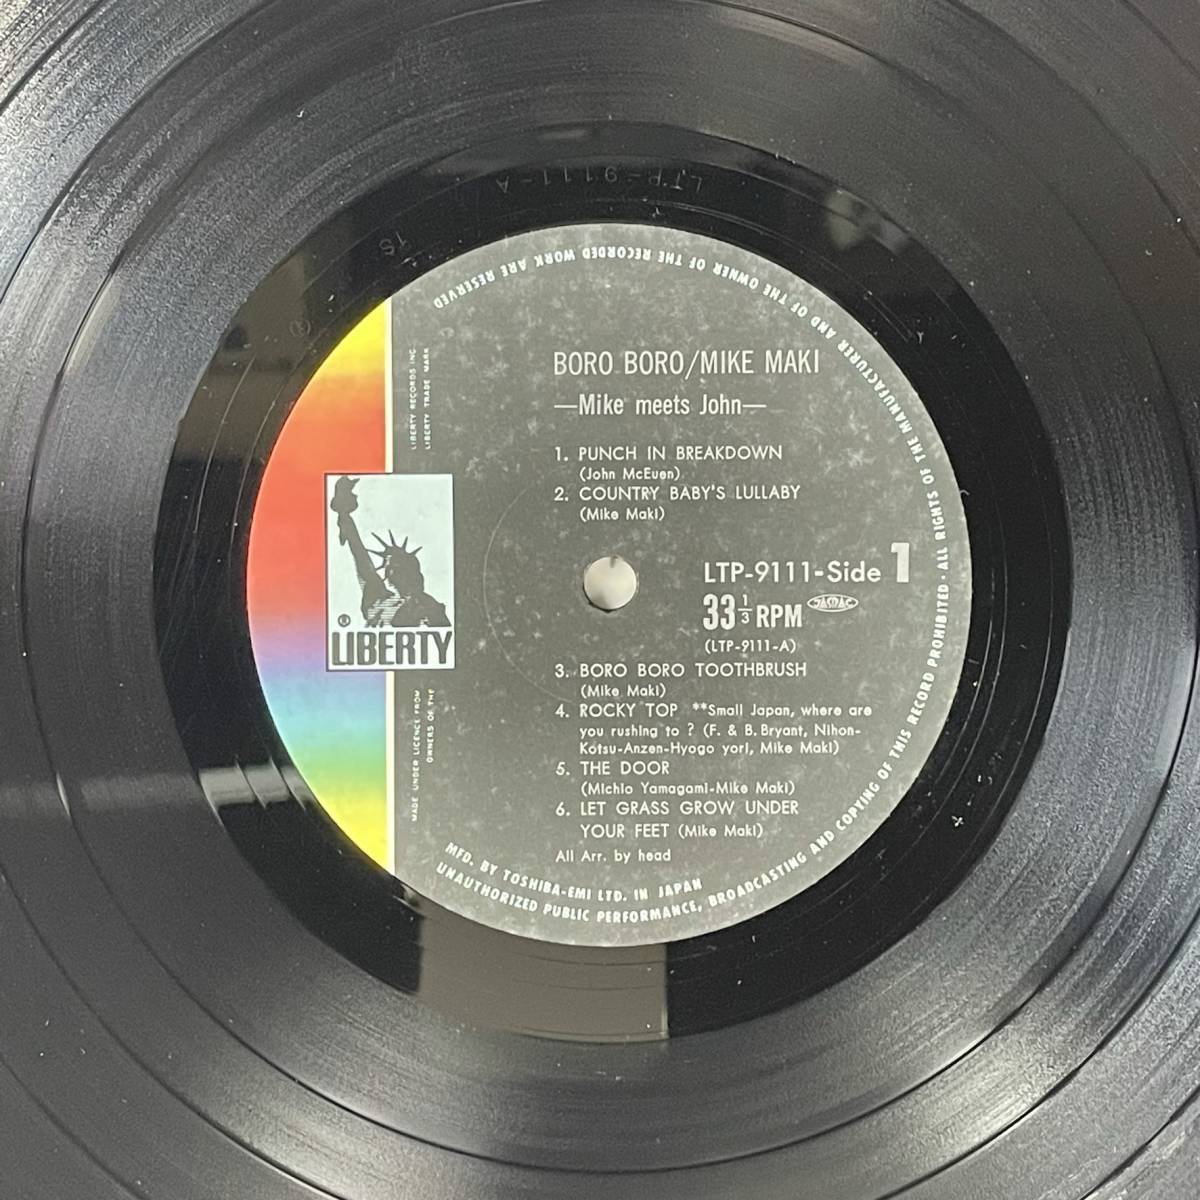 LTP-9111-A
1S
BORO BORO/MIKE MAKI
—Mike meets John—
1. PUNCH IN BREAKDOWN
(John McEuen)
2. COUNTRY BABY'S LULLABY
(Mike Maki)
LTP-9111-Side 1
33 1/3 RPM JASRAC
(LTP-9111-A)
3. BORO BORO TOOTHBRUSH
(Mike Maki)
4. ROCKY TOP **Small Japan, where are
you rushing to ? (F. & B. Bryant, Nihon-
Kotsu-Anzen-Hyogo yori, Mike Maki)
5. THE DOOR
(Michio Yamagami-Mike Maki)
6. LET GRASS GROW UNDER
YOUR FEET (Mike Maki)
All Arr. by head
® LIBERTY
LIBERTY RECORDS INC.
LIBERTY TRADE MARK
MADE UNDER LICENCE FROM
OWNERS OF THE
MFD. BY TOSHIBA-EMI LTD. IN JAPAN
UNAUTHORIZED PUBLIC PERFORMANCE, BROADCASTING AND COPYING OF THIS RECORD PROHIBITED · ALL RIGHTS OF THE MANUFACTURER AND OF THE OWNER OF THE RECORDED WORK ARE RESERVED